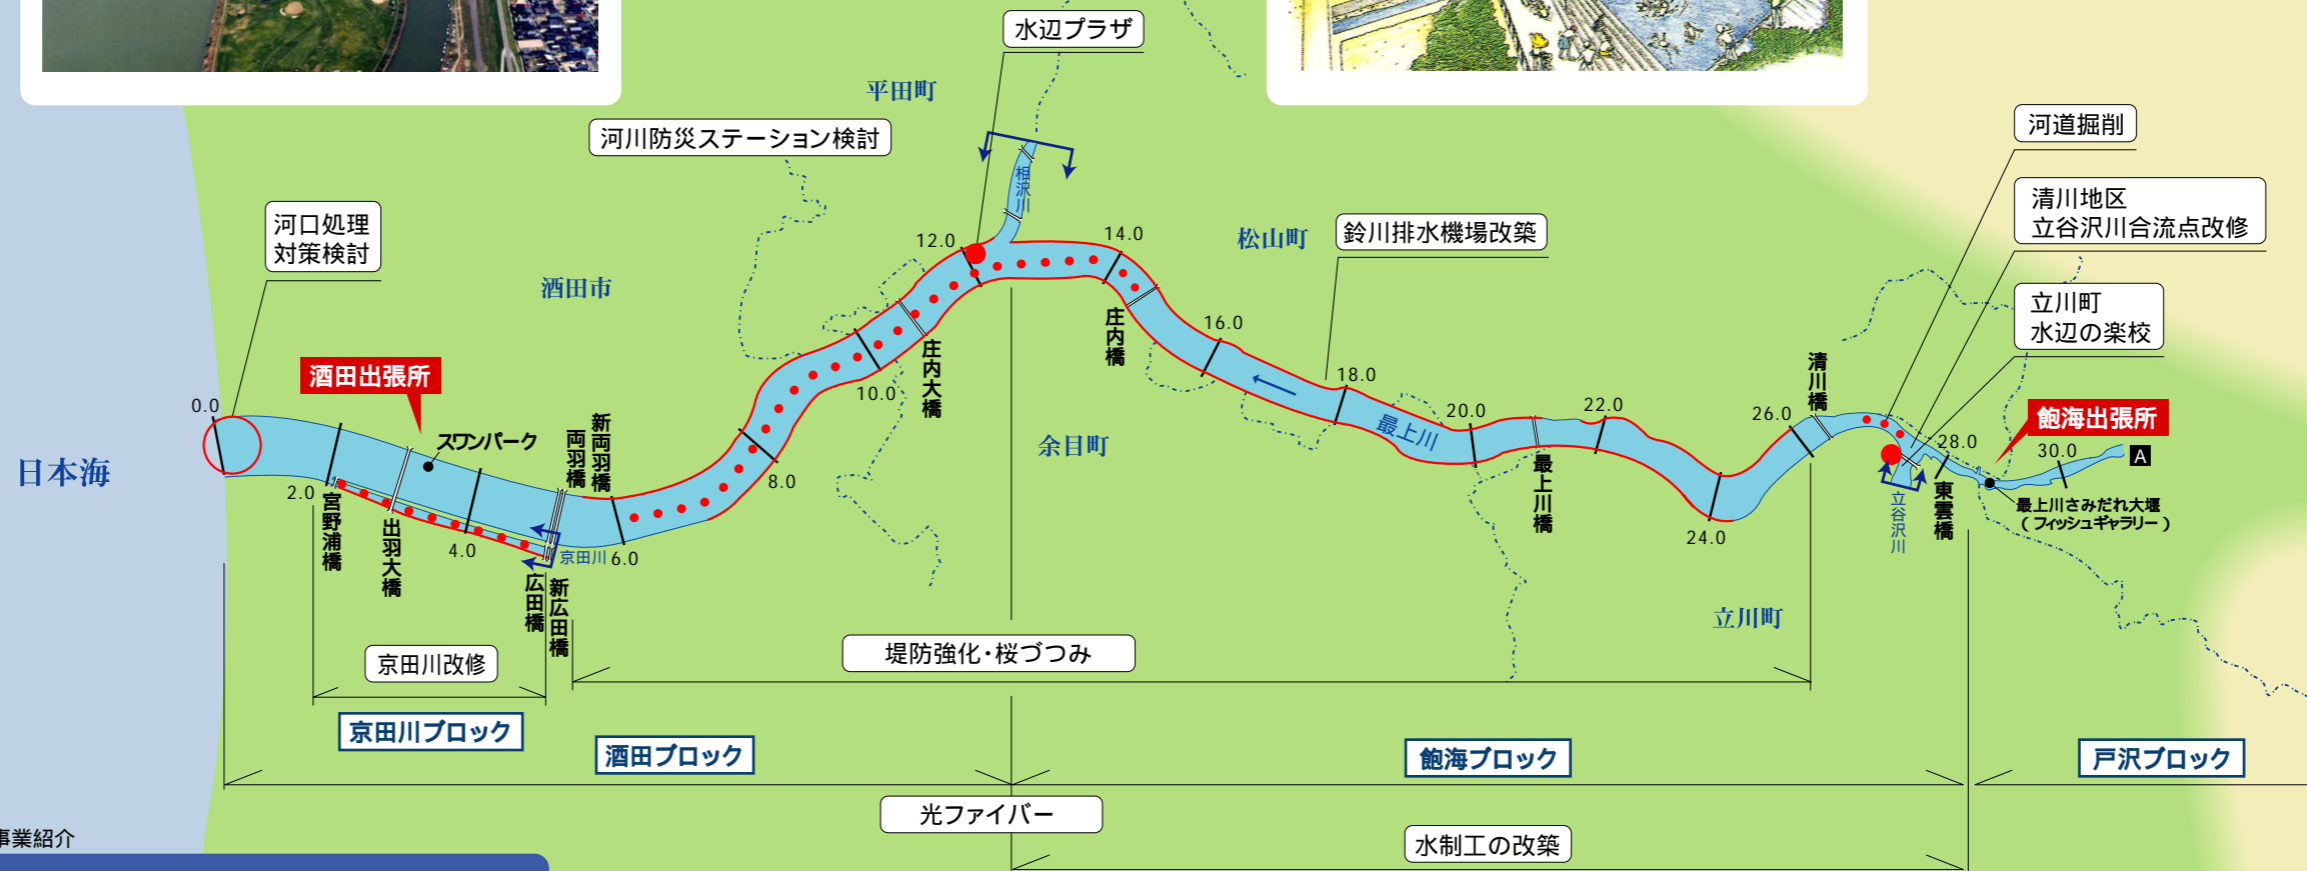 水辺プラザ
平田町
河川防災ステーション検討
河道掘削
相沢川
清川地区
立谷沢川合流点改修
河口処理
対策検討
12.0
14.0
松山町
鈴川排水機場改築
酒田市
立川町
水辺の楽校
庄内橋
16.0
庄内大橋
10.0
酒田出張所
18.0
清川橋
0.0
最上川
20.0
22.0
26.0
飽海出張所
新両羽橋
両羽橋
スワンパーク
余目町
28.0
30.0
A
日本海
8.0
最上川橋
2.0
宮野浦橋
出羽大橋
4.0
京田川
6.0
24.0
立谷沢川
東雲橋
最上川さみだれ大堰
(フィッシュギャラリー)
広田橋
新広田橋
立川町
京田川改修
堤防強化・桜づつみ
京田川ブロック
酒田ブロック
飽海ブロック
戸沢ブロック
光ファイバー
事業紹介
水制工の改築